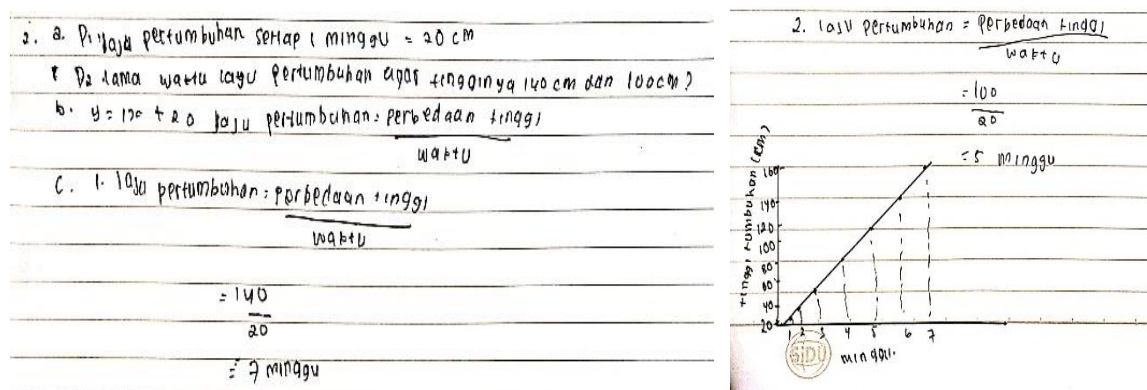 2. a. D1 laju pertumbuhan setiap 1 minggu = 20 cm
D2 lama waktu laju pertumbuhan agar tingginya 140 cm dan 100 cm?
b. y = + 20 laju pertumbuhan = perbedaan tinggi
waktu
c. 1. laju pertumbuhan = perbedaan tinggi
waktu
= 140
20
= 7 minggu
2. laju pertumbuhan = perbedaan tinggi
waktu
= 100
20
= 5 minggu
tinggi tumbuhan (cm)
160
140
120
100
80
60
40
20
1 2 3 4 5 6 7
SIDU
minggu.